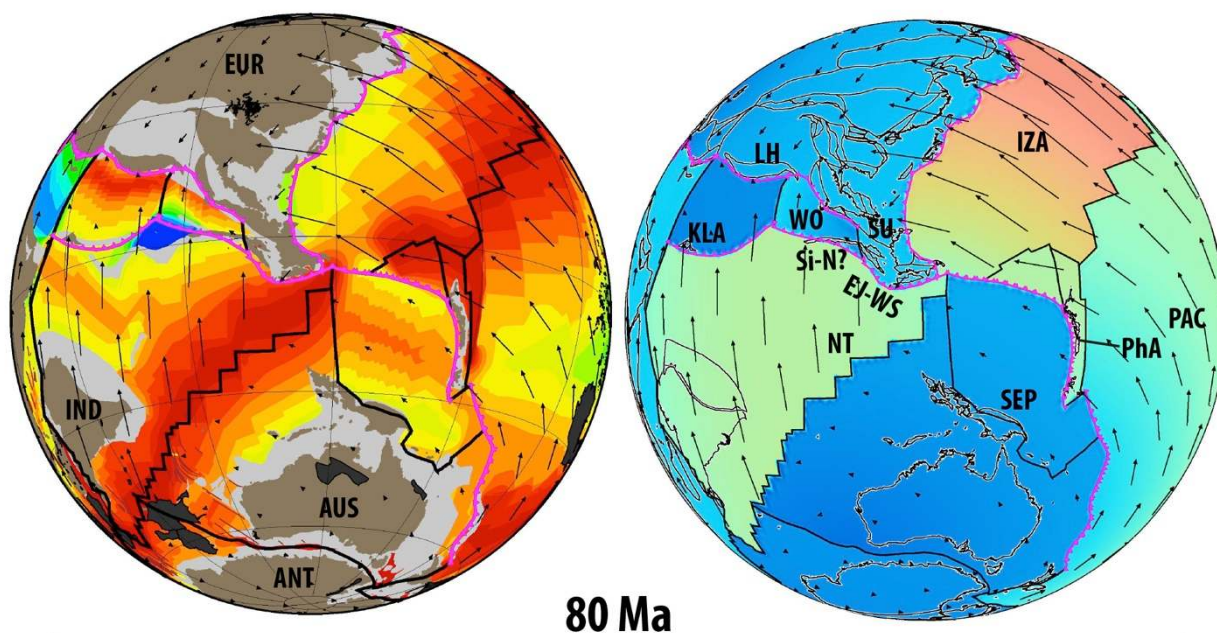 EUR
IND
AUS
ANT
LH
IZA
KLA
WO
SU
Si-N?
EJ-WS
NT
PAC
PhA
SEP
80 Ma